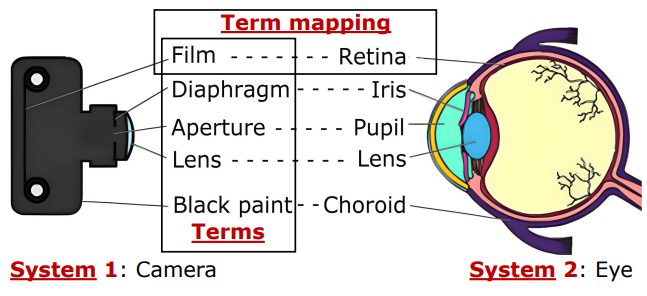 Term mapping
Film - - - - - - - Retina
Diaphragm - - - - - Iris
Aperture - - - - - - Pupil
Lens - - - - - - - - Lens
Black paint - - Choroid
Terms
System 1: Camera
System 2: Eye